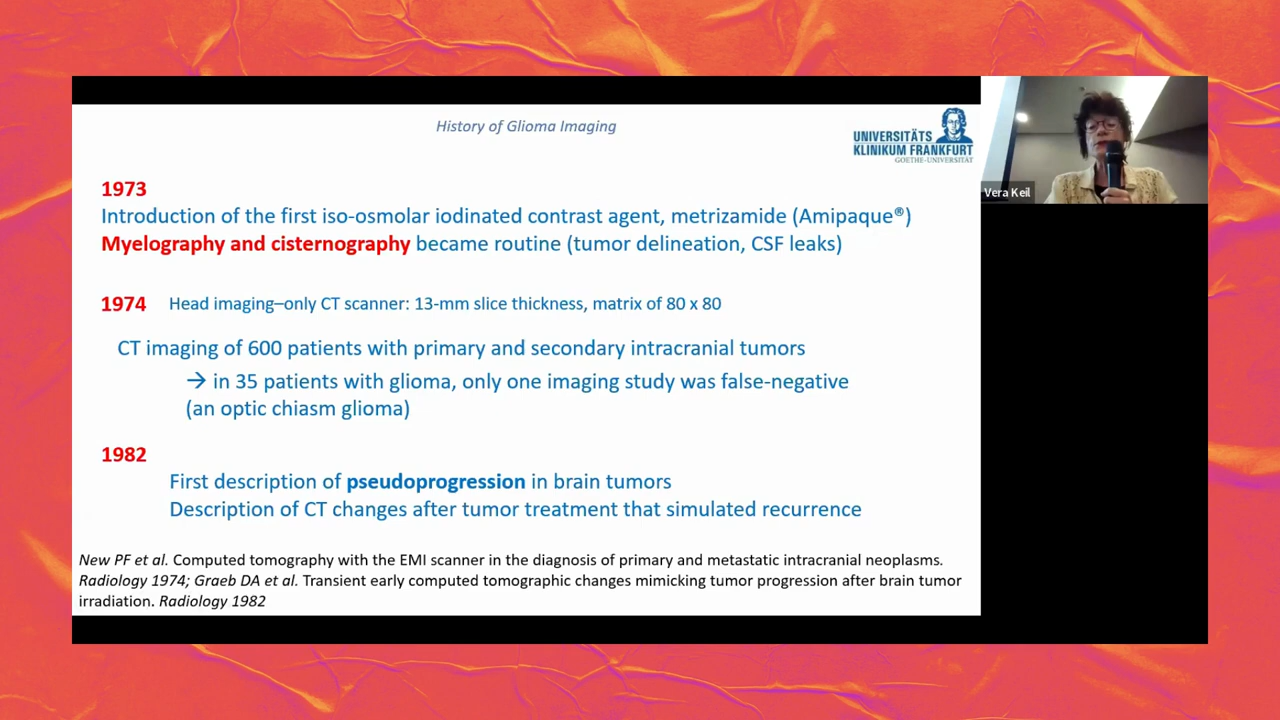 History of Glioma Imaging
UNIVERSITÄTS
KLINIKUM FRANKFURT
GOETHE-UNIVERSITÄT
Vera Keil
1973
Introduction of the first iso-osmolar iodinated contrast agent, metrizamide (Amipaque®)
Myelography and cisternography became routine (tumor delineation, CSF leaks)
1974 Head imaging–only CT scanner: 13-mm slice thickness, matrix of 80 x 80
CT imaging of 600 patients with primary and secondary intracranial tumors
→ in 35 patients with glioma, only one imaging study was false-negative
(an optic chiasm glioma)
1982
First description of pseudoprogression in brain tumors
Description of CT changes after tumor treatment that simulated recurrence
New PF et al. Computed tomography with the EMI scanner in the diagnosis of primary and metastatic intracranial neoplasms.
Radiology 1974; Graeb DA et al. Transient early computed tomographic changes mimicking tumor progression after brain tumor
irradiation. Radiology 1982